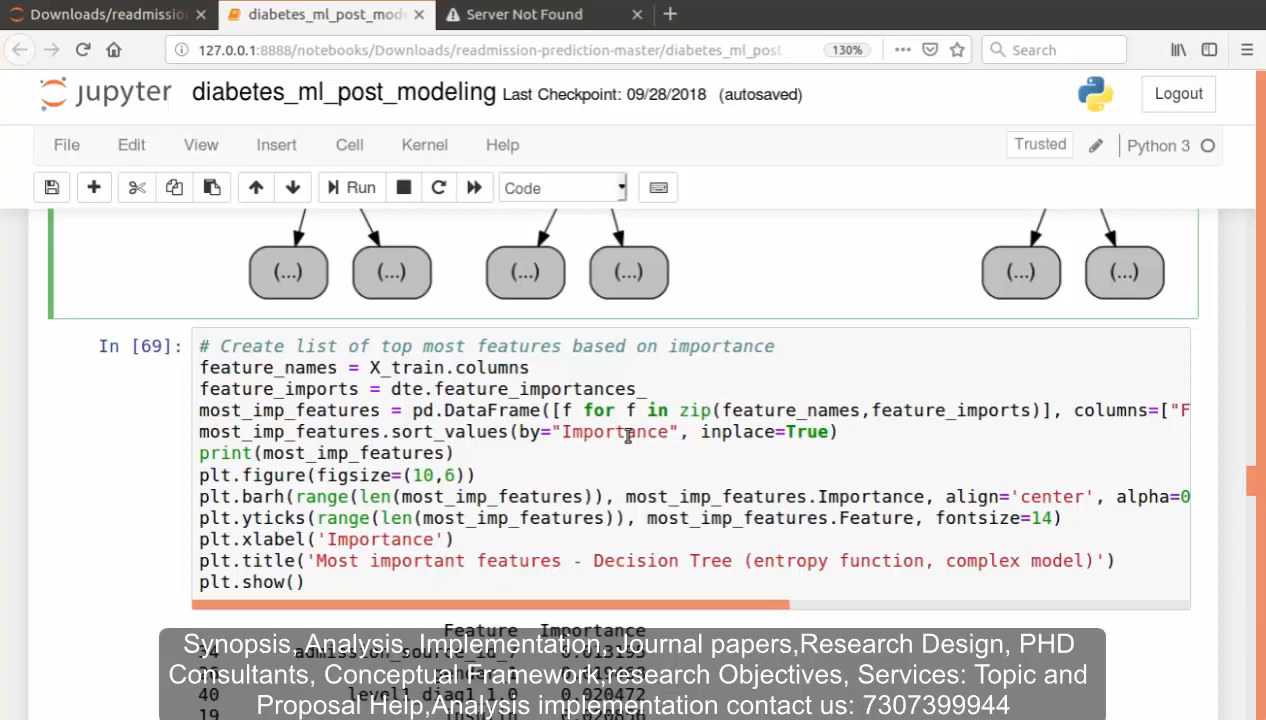 Downloads/readmissio
diabetes_ml_post_mode
Server Not Found
127.0.0.1:8888/notebooks/Downloads/readmission-prediction-master/diabetes_ml_post
130%
Search
jupyter diabetes_ml_post_modeling Last Checkpoint: 09/28/2018 (autosaved)
Logout
File Edit View Insert Cell Kernel Help
Trusted
Python 3
Run
Code
(...) (...) (...) (...) (...) (...)
In [69]:
# Create list of top most features based on importance
feature_names = X_train.columns
feature_imports = dte.feature_importances_
most_imp_features = pd.DataFrame([f for f in zip(feature_names,feature_imports)], columns=["F
most_imp_features.sort_values(by="Importance", inplace=True)
print(most_imp_features)
plt.figure(figsize=(10,6))
plt.barh(range(len(most_imp_features)), most_imp_features.Importance, align='center', alpha=0
plt.yticks(range(len(most_imp_features)), most_imp_features.Feature, fontsize=14)
plt.xlabel('Importance')
plt.title('Most important features - Decision Tree (entropy function, complex model)')
plt.show()
Feature Importance
Synopsis, Analysis, Implementation, Journal papers,Research Design, PHD
Consultants, Conceptual Framework,research Objectives, Services: Topic and
40 level1_diag1_1.0 0.020472
Proposal Help,Analysis implementation contact us: 7307399944